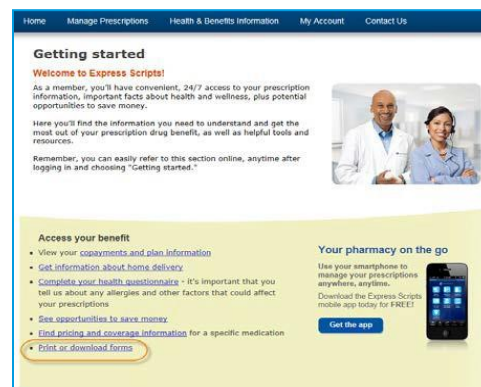 Home Manage Prescriptions Health & Benefits Information My Account Contact Us
Getting started
Welcome to Express Scripts!
As a member, you'll have convenient, 24/7 access to your prescription
information, important facts about health and wellness, plus potential
opportunities to save money.
Here you'll find the information you need to understand and get the
most out of your prescription drug benefit, as well as helpful tools and
resources.
Remember, you can easily refer to this section online, anytime after
logging in and choosing "Getting started."
Access your benefit
• View your copayments and plan information
• Get information about home
delivery
• Complete your health questionnaire - it's important that you
tell us about any allergies and other factors that could affect
your prescriptions
• See opportunities to save money
• Find pricing and coverage information for a specific medication
• Print or download forms
Your pharmacy on the go
Use your smartphone to
manage your prescriptions
anywhere, anytime.
Download the Express Scripts
mobile app today for FREE!
Get the app